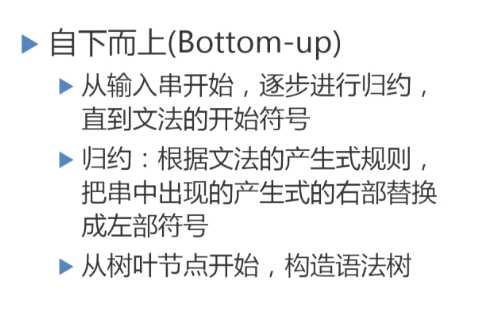 自下而上(Bottom-up)
从输入串开始，逐步进行归约，
直到文法的开始符号
归约：根据文法的产生式规则，
把串中出现的产生式的右部替换
成左部符号
从树叶节点开始，构造语法树